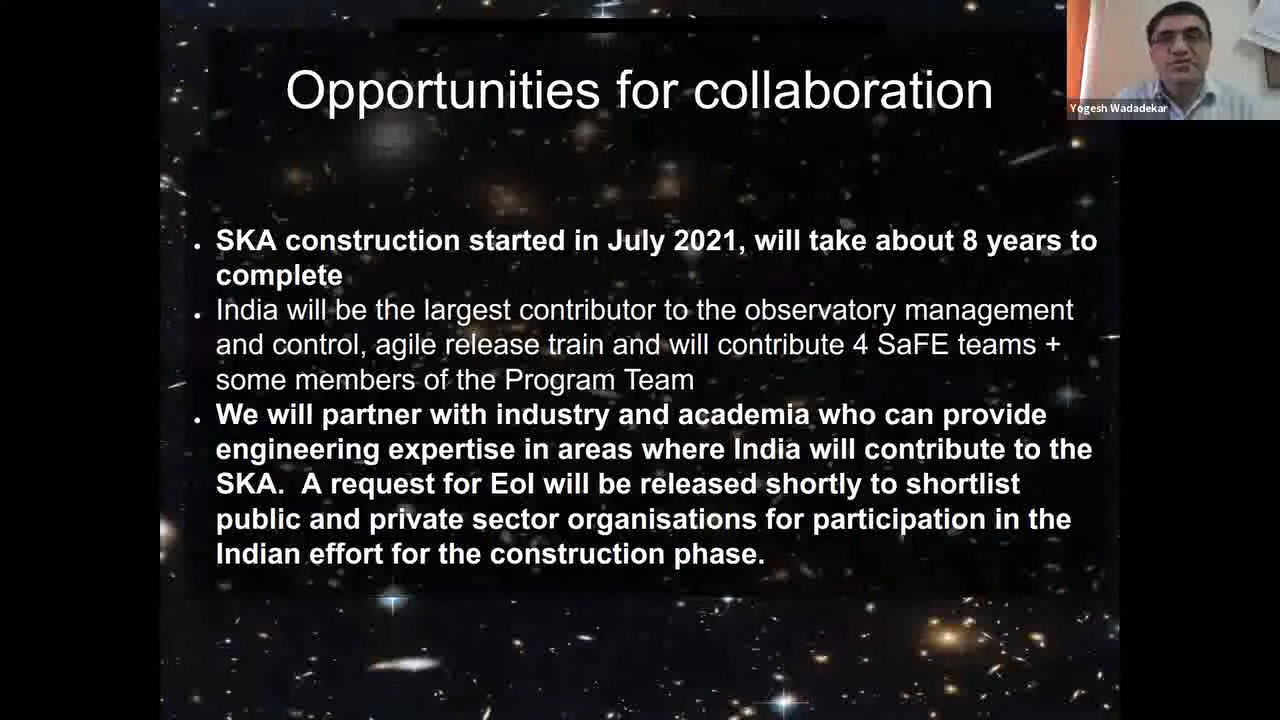 Opportunities for collaboration
Yogesh Wadadekar
• SKA construction started in July 2021, will take about 8 years to
complete
• India will be the largest contributor to the observatory management
and control, agile release train and will contribute 4 SaFE teams +
some members of the Program Team
• We will partner with industry and academia who can provide
engineering expertise in areas where India will contribute to the
SKA.  A request for EoI will be released shortly to shortlist
public and private sector organisations for participation in the
Indian effort for the construction phase.